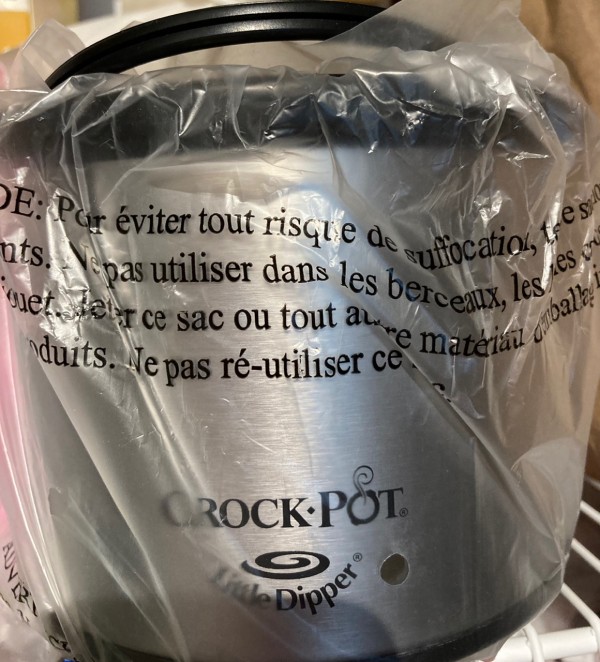 DE: Pour éviter tout risque de suffocation,
nts. Ne pas utiliser dans les berceaux, les
jouet. Jeter ce sac ou tout autre matériau d'emballage
oduits. Ne pas ré-utiliser ce
CROCK·POT®
Little Dipper®